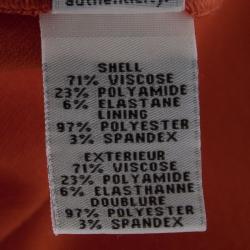 authenticity.
SHELL
71% VISCOSE
23% POLYAMIDE
6% ELASTANE
LINING
97% POLYESTER
3% SPANDEX
EXTERIEUR
71% VISCOSE
23% POLYAMIDE
6% ELASTHANNE
DOUBLURE
97% POLYESTER
3% SPANDEX